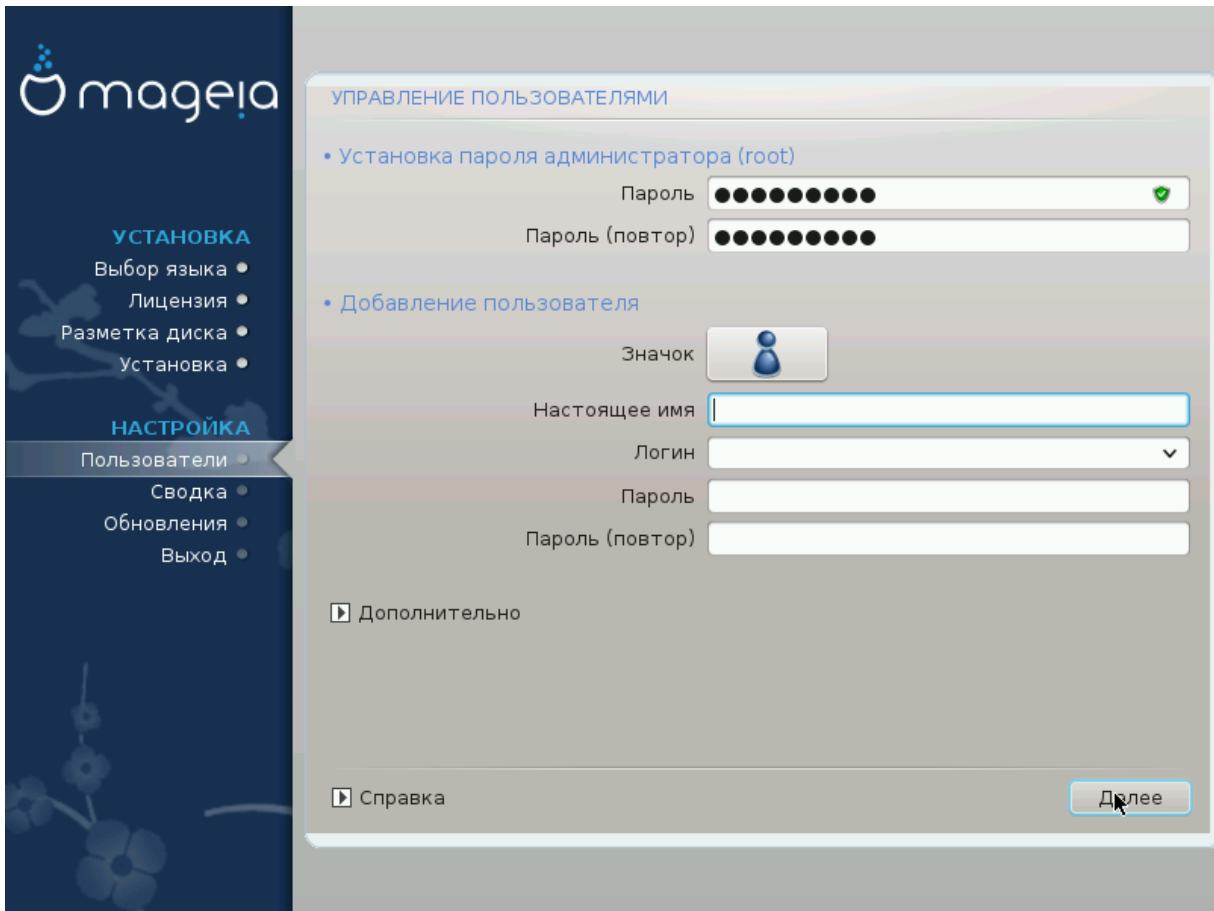 mageia
УСТАНОВКА
Выбор языка
Лицензия
Разметка диска
Установка
НАСТРОЙКА
Пользователи
Сводка
Обновления
Выход
УПРАВЛЕНИЕ ПОЛЬЗОВАТЕЛЯМИ
• Установка пароля администратора (root)
Пароль
Пароль (повтор)
• Добавление пользователя
Значок
Настоящее имя
Логин
Пароль
Пароль (повтор)
Дополнительно
Справка
Далее